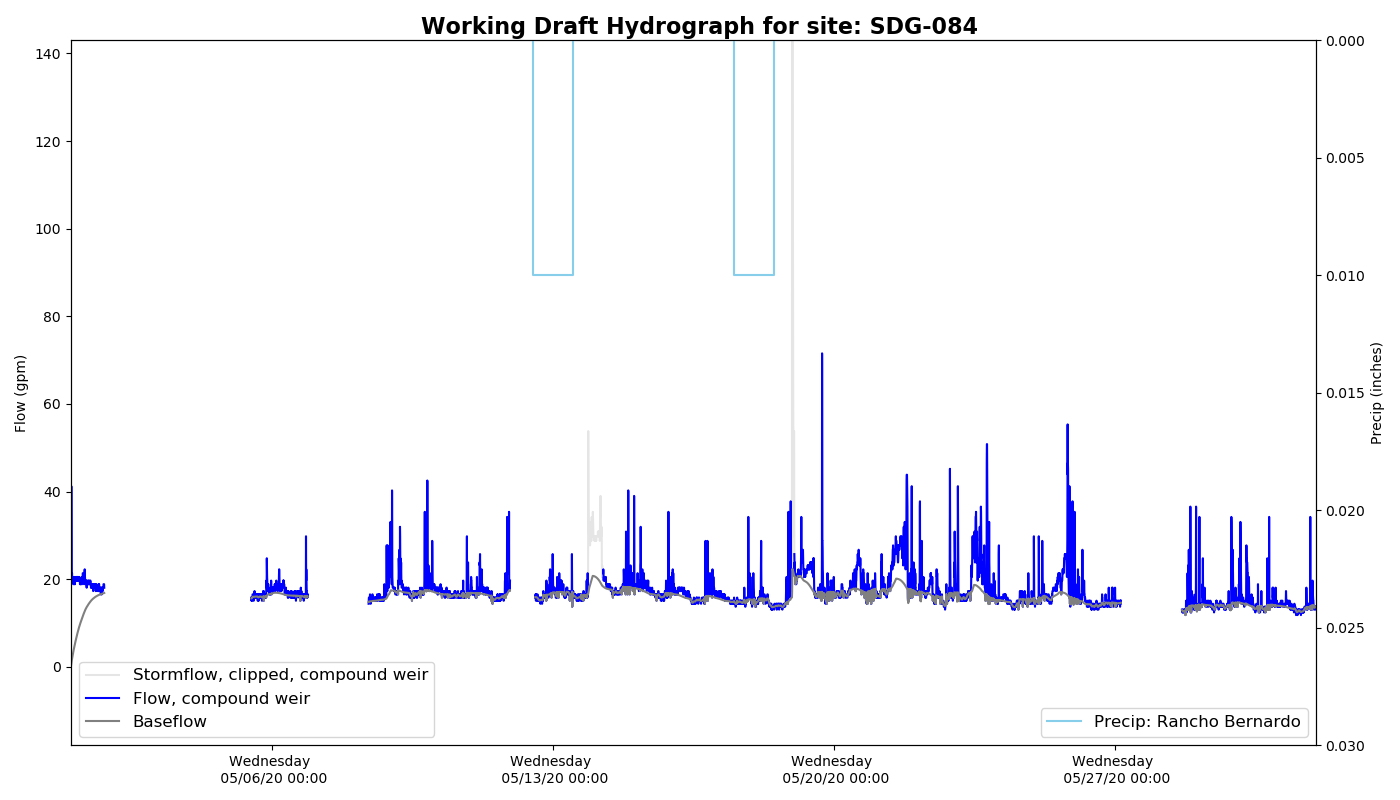 Working Draft Hydrograph for site: SDG-084
140
120
100
80
60
40
20
0
Flow (gpm)
0.000
0.005
0.010
0.015
0.020
0.025
0.030
Precip (inches)
Stormflow, clipped, compound weir
Flow, compound weir
Baseflow
Precip: Rancho Bernardo
Wednesday
05/06/20 00:00
Wednesday
05/13/20 00:00
Wednesday
05/20/20 00:00
Wednesday
05/27/20 00:00